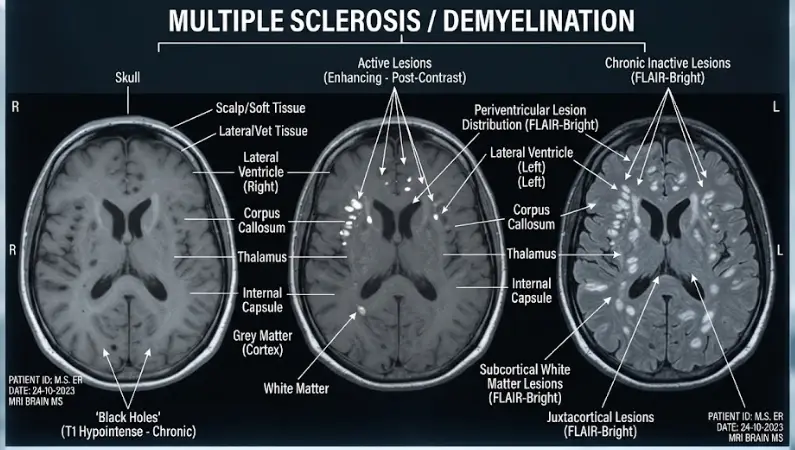 MULTIPLE SCLEROSIS / DEMYELINATION
Skull
Active Lesions
(Enhancing - Post-Contrast)
Chronic Inactive Lesions
(FLAIR-Bright)
R
L
Scalp/Soft Tissue
Lateral/Vet Tissue
Periventricular Lesion
Distribution (FLAIR-Bright)
Lateral
Ventricle
(Right)
Lateral Ventricle
(Left)
(Left)
Corpus
Callosum
Corpus
Callosum
R
Thalamus
Thalamus
L
Internal
Capsule
Internal
Capsule
Grey Matter
(Cortex)
White Matter
Subcortical White
Matter Lesions
(FLAIR-Bright)
PATIENT ID: M.S. ER
DATE: 24-10-2023
MRI BRAIN MS
'Black Holes'
(T1 Hypointense - Chronic)
Juxtacortical Lesions
(FLAIR-Bright)
PATIENT ID: M.S. ER
DATE: 24-10-2023
MRI BRAIN MS